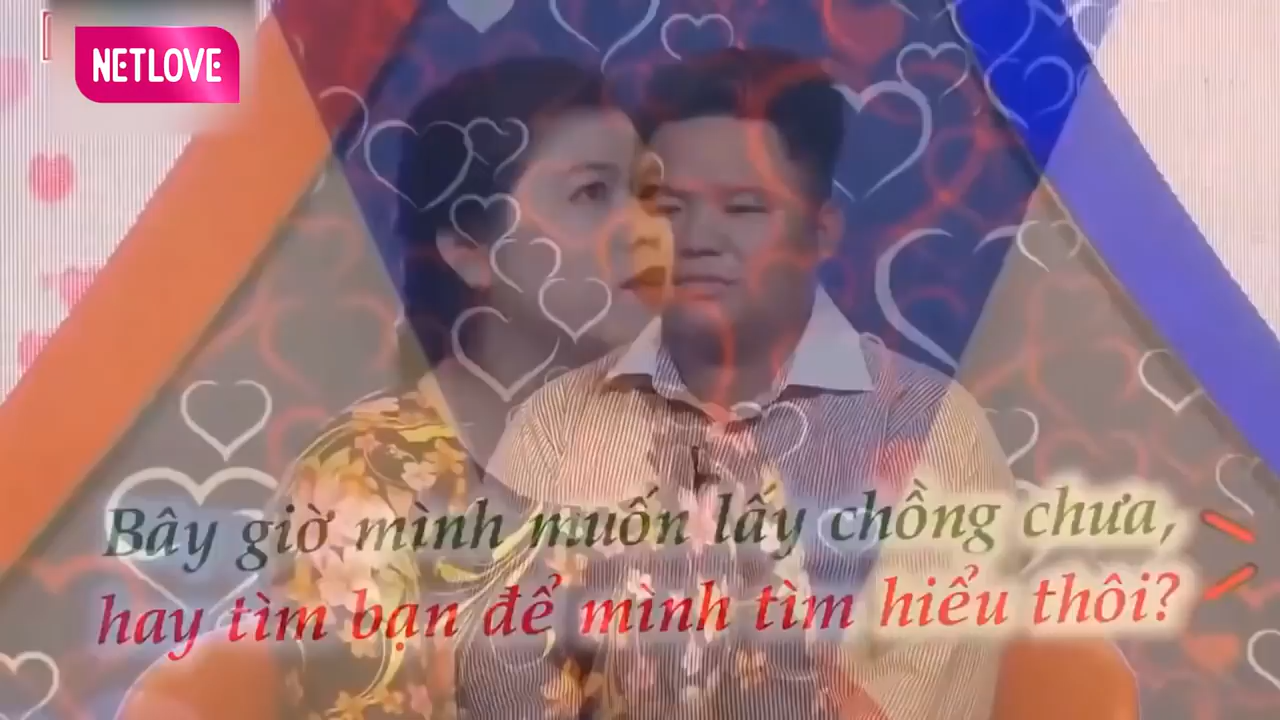 NETLOVE
Bây giờ mình muốn lấy chồng chưa,
hay tìm bạn để mình tìm hiểu thôi?